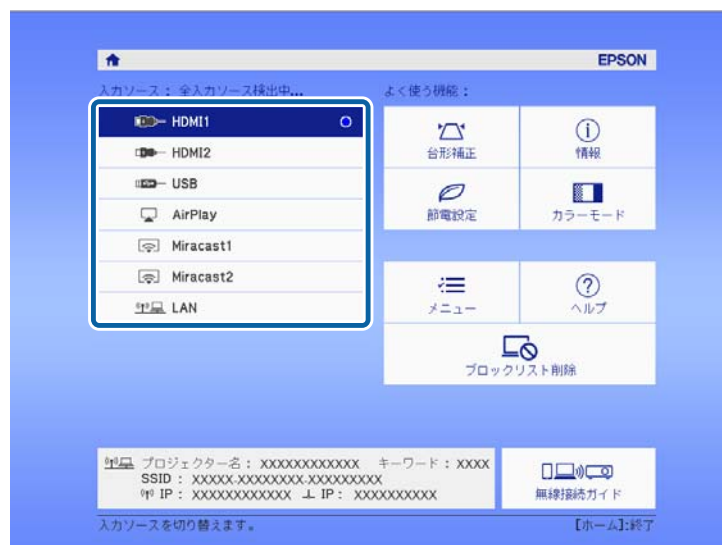 EPSON
入力ソース： 全入力ソース検出中...
よく使う機能：
HDMI1
HDMI2
USB
AirPlay
Miracast1
Miracast2
LAN
台形補正
情報
節電設定
カラーモード
メニュー
ヘルプ
ブロックリスト削除
プロジェクター名： XXXXXXXXXXXX キーワード： XXXX
SSID : XXXXX-XXXXXXXX-XXXXXXXXX
IP : XXXXXXXXXXXX IP : XXXXXXXXXX
無線接続ガイド
入力ソースを切り替えます。
【ホーム】:終了